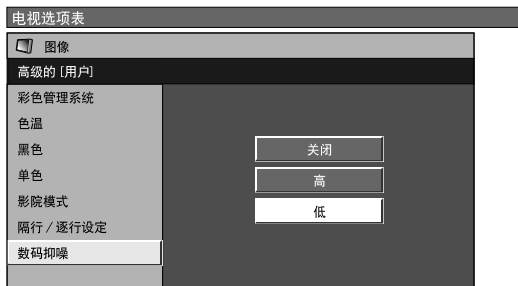 电视选项表
图像
高级的 [用户]
彩色管理系统
色温
黑色
单色
影院模式
隔行／逐行设定
数码抑噪
关闭
高
低